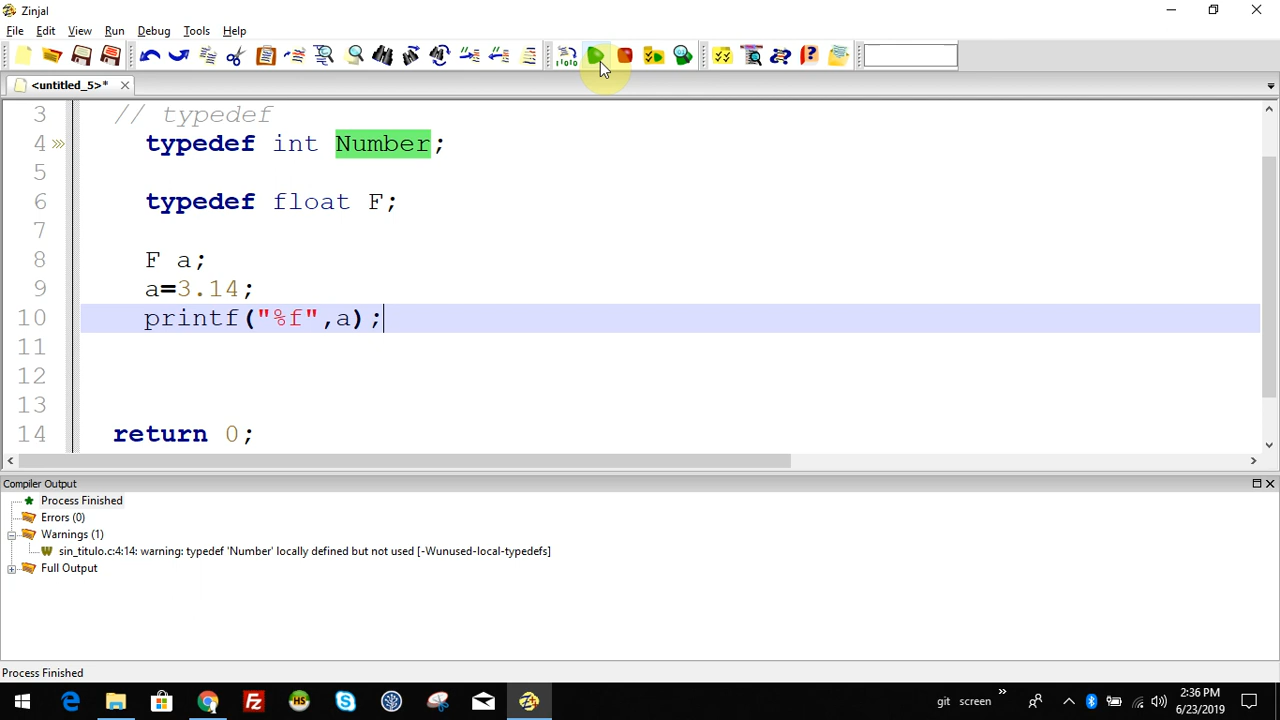 Zinjal
File Edit View Run Debug Tools Help
<untitled_5>*
3 // typedef
4 typedef int Number;
5
6 typedef float F;
7
8 F a;
9 a=3.14;
10 printf("%f",a);
11
12
13
14 return 0;
Compiler Output
Process Finished
Errors (0)
Warnings (1)
sin_titulo.c:4:14: warning: typedef 'Number' locally defined but not used [-Wunused-local-typedefs]
Full Output
Process Finished
git screen
2:36 PM
6/23/2019